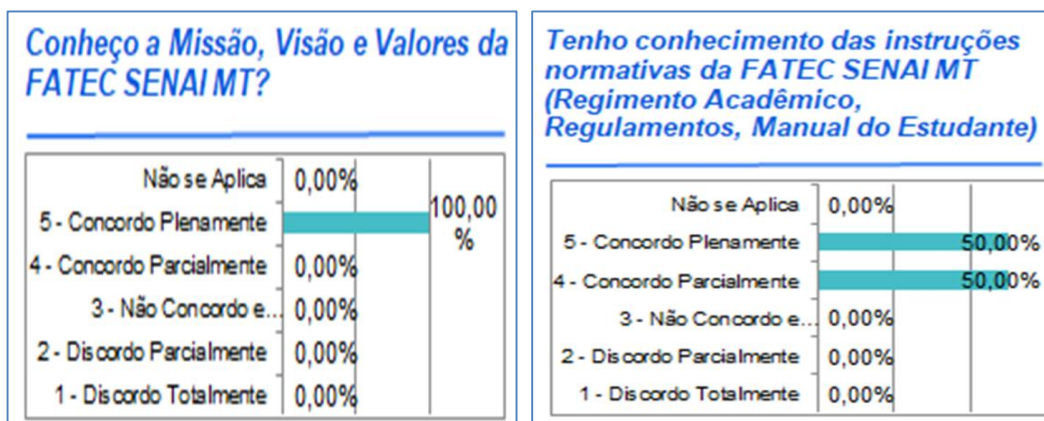 Conheço a Missão, Visão e Valores da
FATEC SENAI MT?
Não se Aplica 0,00%
5 - Concordo Plenamente 100,00
%
4 - Concordo Parcialmente 0,00%
3 - Não Concordo e... 0,00%
2 - Discordo Parcialmente 0,00%
1 - Discordo Totalmente 0,00%
Tenho conhecimento das instruções
normativas da FATEC SENAI MT
(Regimento Acadêmico,
Regulamentos, Manual do Estudante)
Não se Aplica 0,00%
5 - Concordo Plenamente 50,00%
4 - Concordo Parcialmente 50,00%
3 - Não Concordo e... 0,00%
2 - Discordo Parcialmente 0,00%
1 - Discordo Totalmente 0,00%